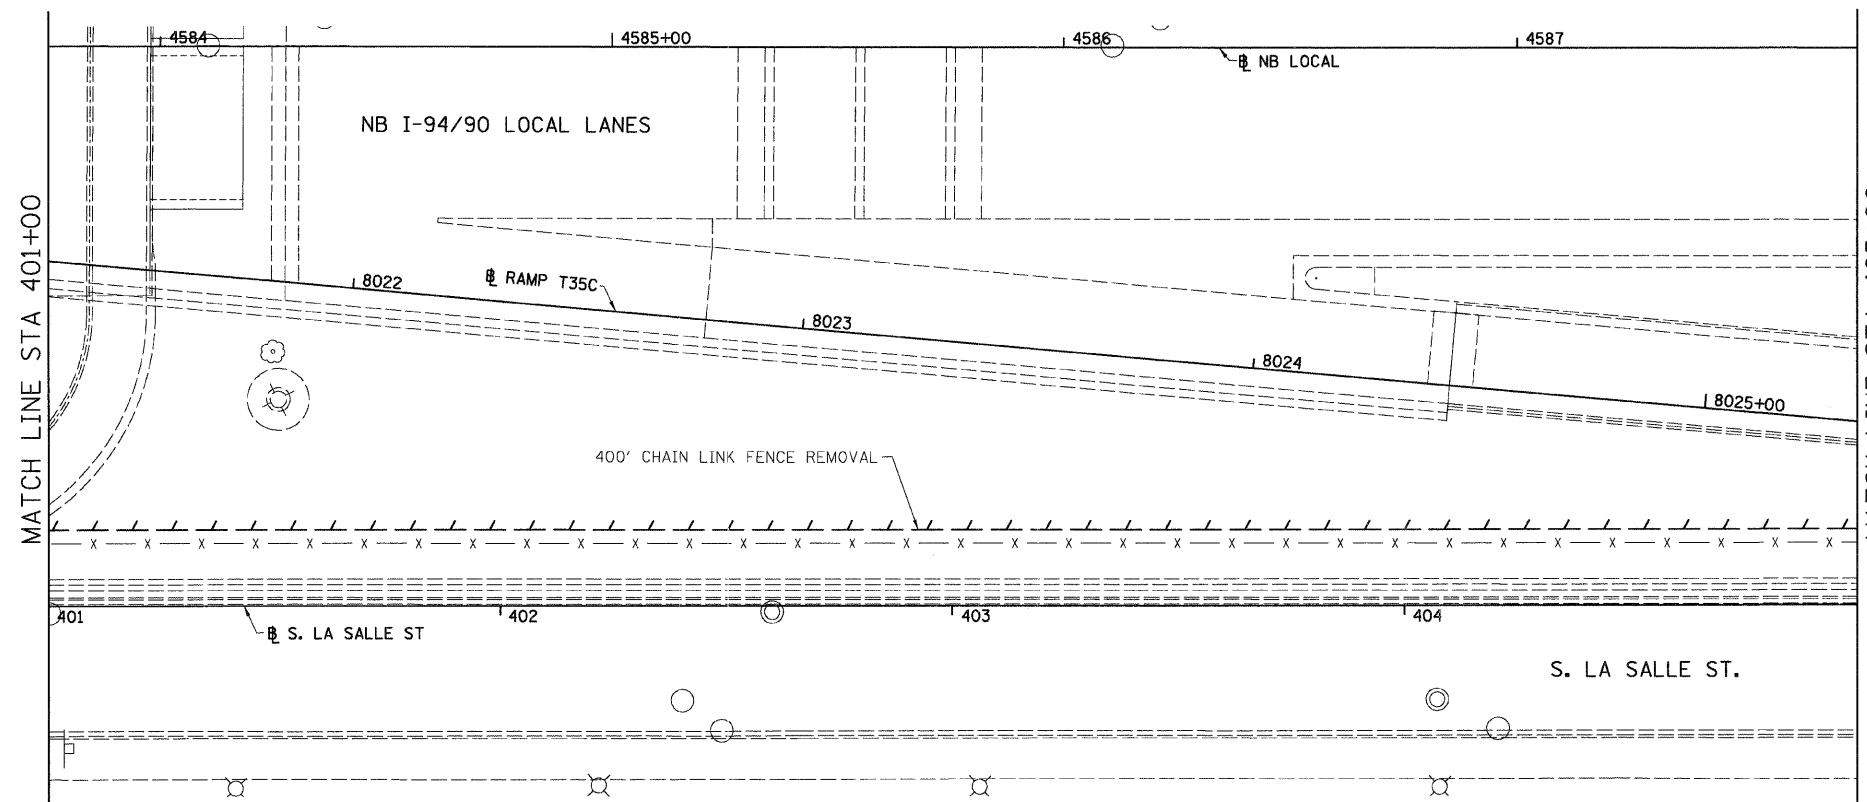 4584
4585+00
4586
4587
℄ NB LOCAL
NB I-94/90 LOCAL LANES
MATCH LINE STA 401+00
8022
℄ RAMP T35C
8023
8024
8025+00
400' CHAIN LINK FENCE REMOVAL
X X X X X X X X X X X X X X X X X X X X X X X X X X X X X X X X X
401
402
403
404
℄ S. LA SALLE ST
S. LA SALLE ST.